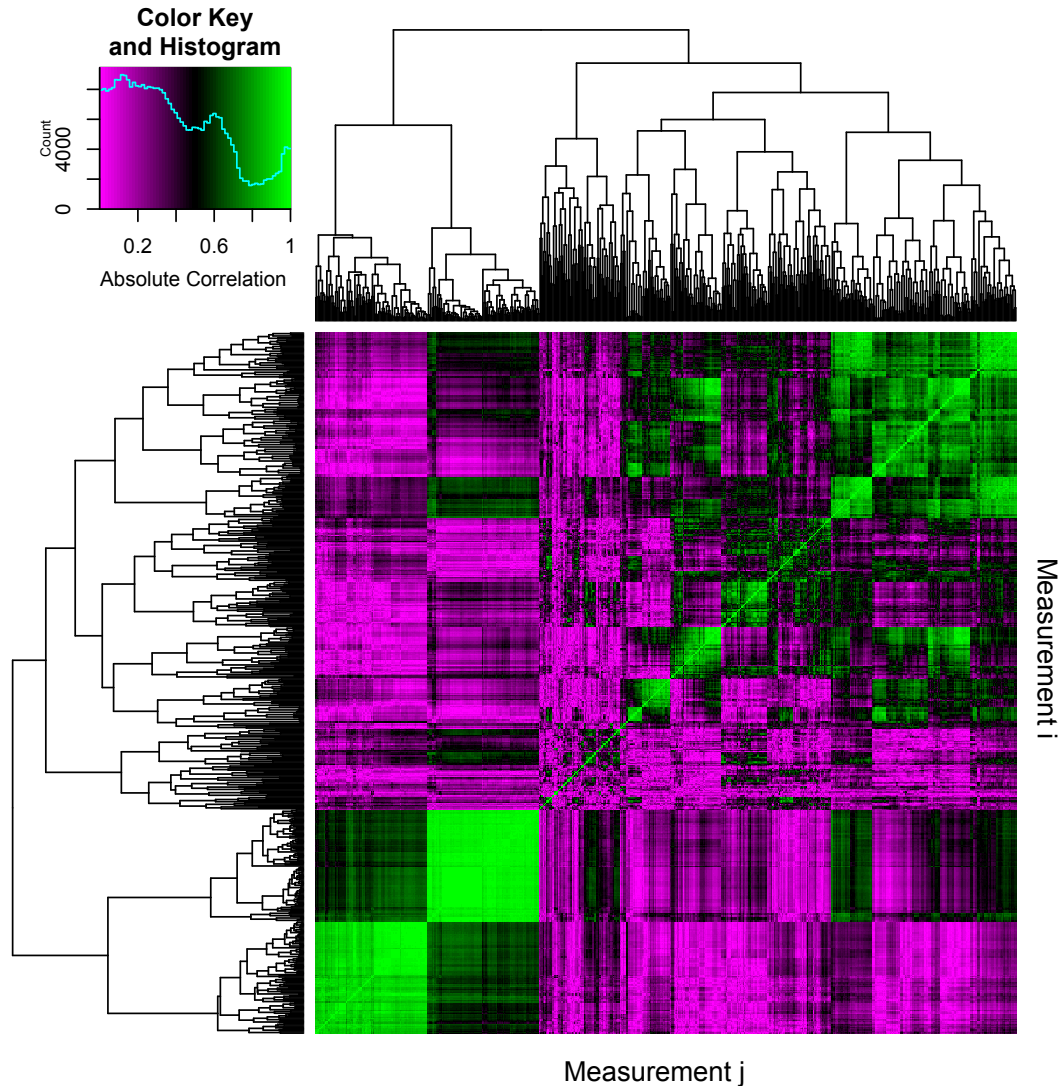 Color Key
and Histogram
Count
0 4000
0.2 0.6 1
Absolute Correlation
Measurement i
Measurement j